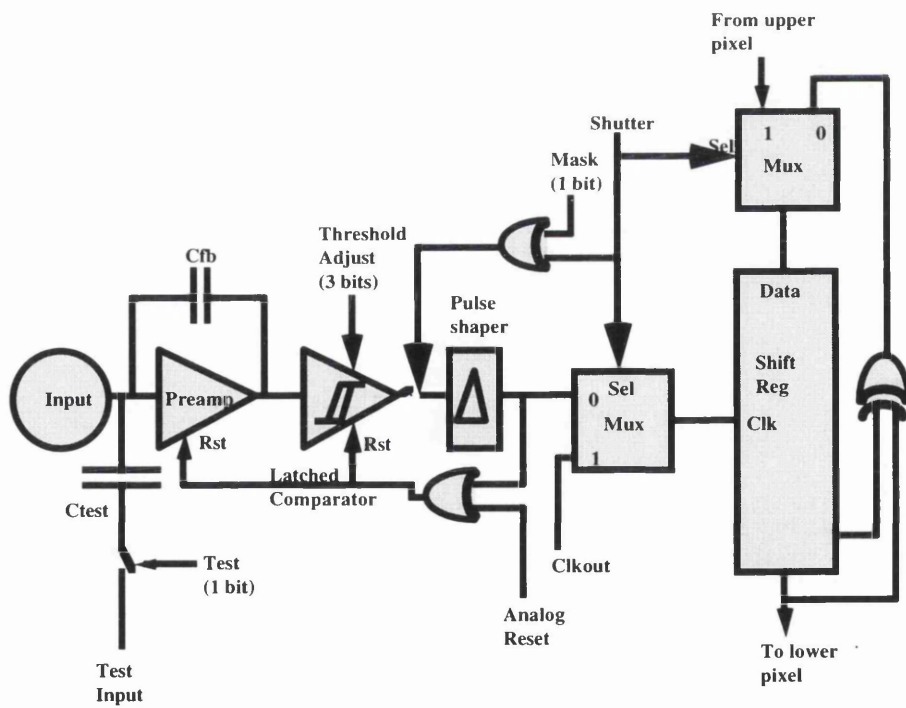 From upper
pixel
1 0
Sel
Mux
Shutter
Mask
(1 bit)
Threshold
Adjust
(3 bits)
Cfb
Pulse
shaper
Data
Shift
Reg
Clk
Input
Preamp
Rst
Rst
0
Sel
Mux
1
Latched
Comparator
Ctest
Test
(1 bit)
Clkout
Analog
Reset
Test
Input
To lower
pixel